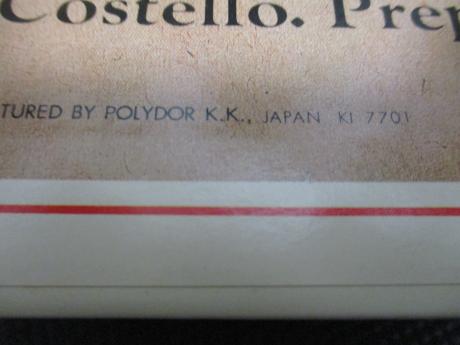 Costello. Prep
TURED BY POLYDOR K.K., JAPAN KI 7701